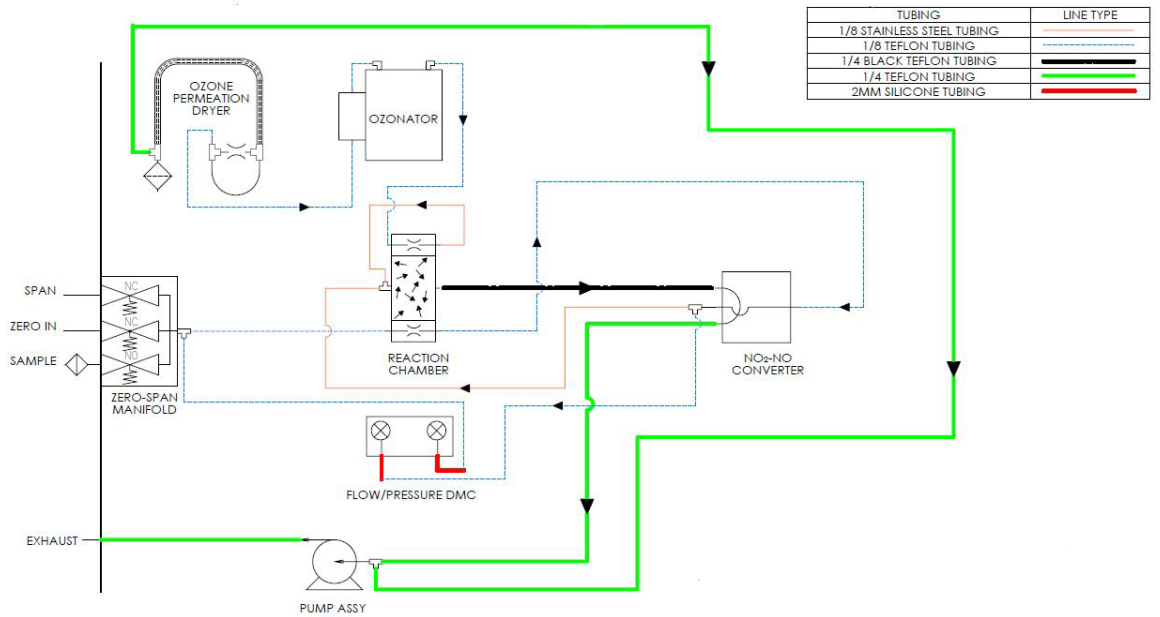 TUBING LINE TYPE
1/8 STAINLESS STEEL TUBING
1/8 TEFLON TUBING
1/4 BLACK TEFLON TUBING
1/4 TEFLON TUBING
2MM SILICONE TUBING
OZONE
PERMEATION
DRYER
OZONATOR
SPAN
ZERO IN
SAMPLE
NC
NC
NO
ZERO-SPAN
MANIFOLD
REACTION
CHAMBER
NO₂-NO
CONVERTER
FLOW/PRESSURE DMC
EXHAUST
PUMP ASSY